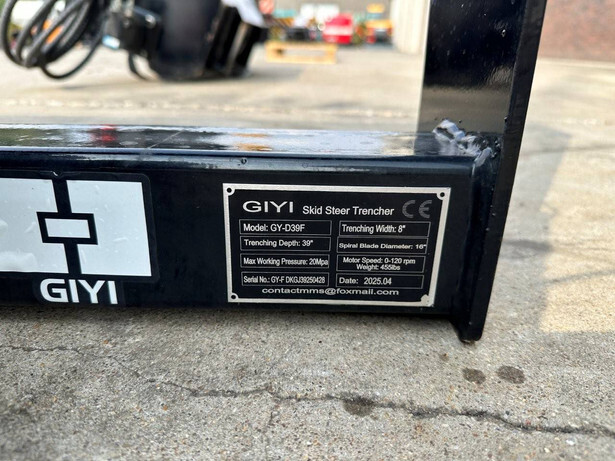 GIYI Skid Steer Trencher CE
Model: GY-D39F
Trenching Width: 8"
Trenching Depth: 39"
Spiral Blade Diameter: 16"
Max Working Pressure: 20Mpa
Motor Speed: 0-120 rpm
Weight: 455lbs
Serial No.: GY-F DKGJ39250428
Date: 2025.04
contactmms@foxmail.com
GIYI